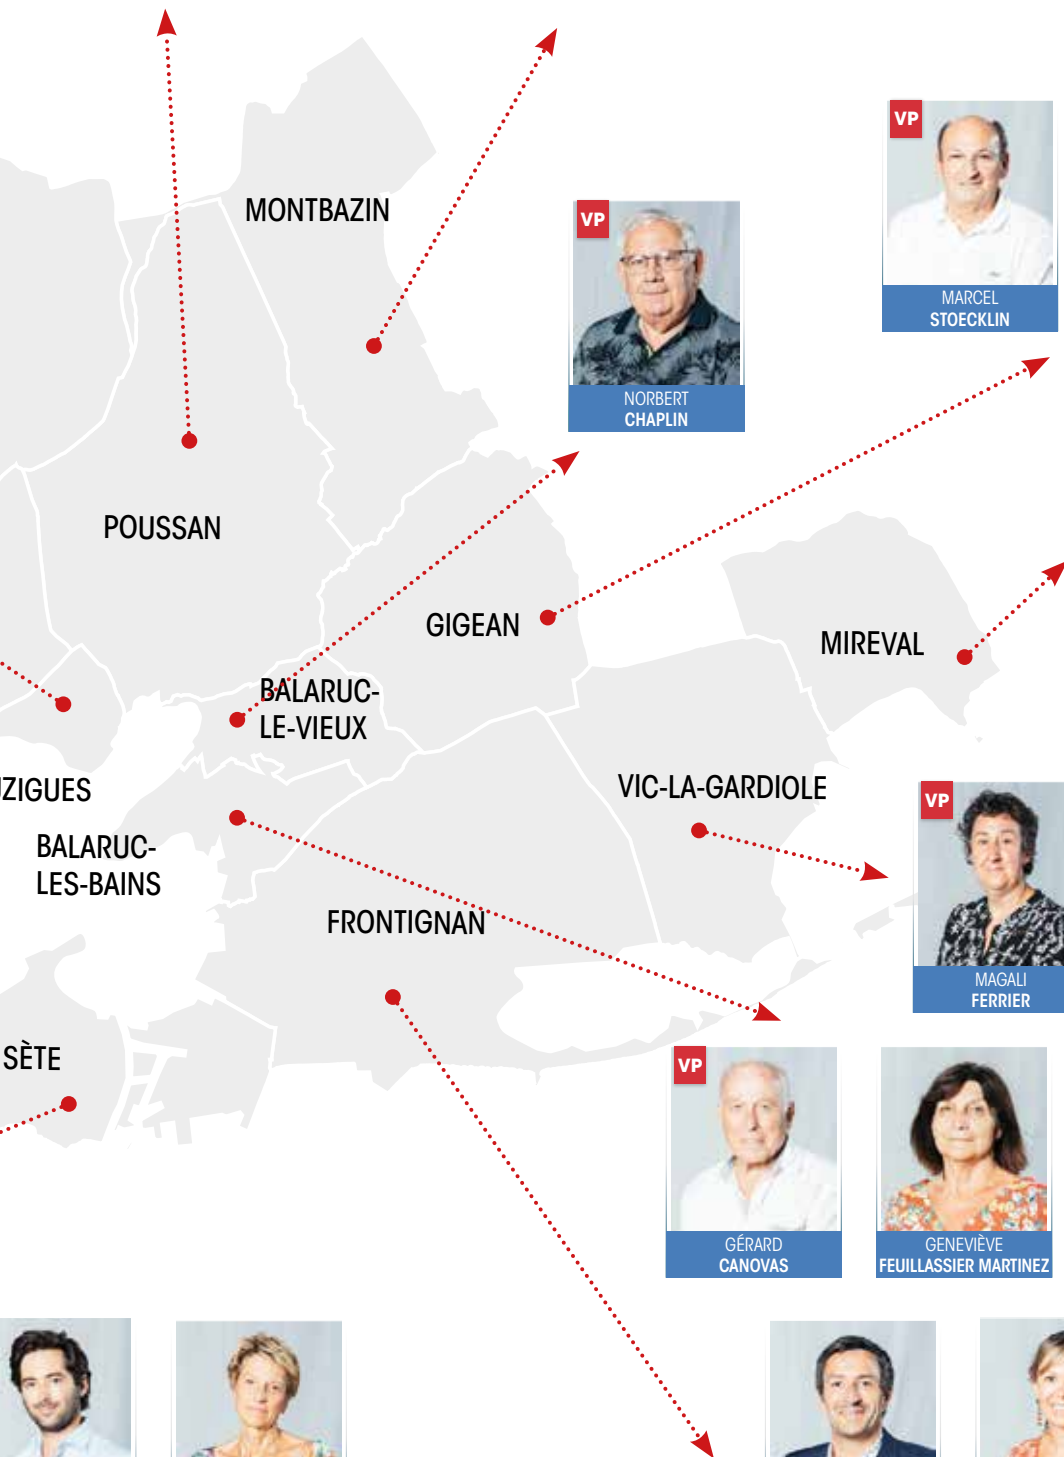 VP
MONTBAZIN
VP
MARCEL
STOECKLIN
NORBERT
CHAPLIN
POUSSAN
GIGEAN
MIREVAL
BALARUC-
LE-VIEUX
ZIGUES
VIC-LA-GARDIOLE
VP
BALARUC-
LES-BAINS
FRONTIGNAN
MAGALI
FERRIER
SÈTE
VP
GÉRARD
CANOVAS
GENEVIÈVE
FEUILLASSIER MARTINEZ